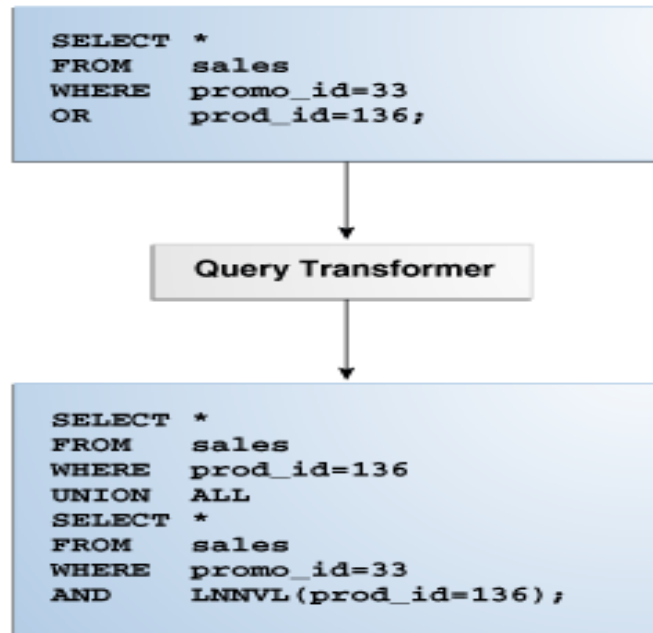 SELECT *
FROM sales
WHERE promo_id=33
OR prod_id=136;
Query Transformer
SELECT *
FROM sales
WHERE prod_id=136
UNION ALL
SELECT *
FROM sales
WHERE promo_id=33
AND LNNVL(prod_id=136);